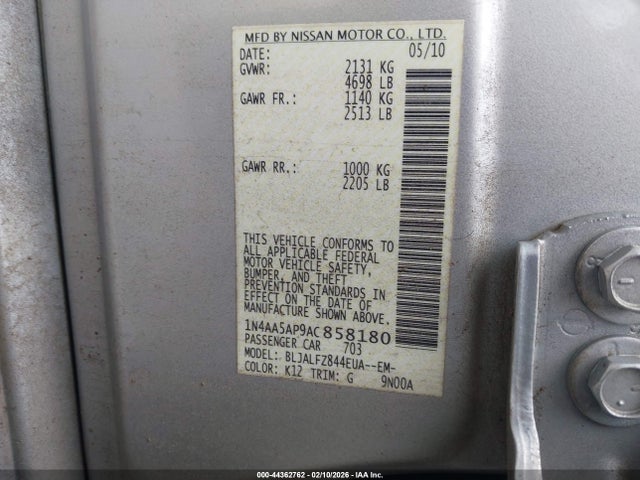 MFD BY NISSAN MOTOR CO., LTD.
DATE: 05/10
GVWR: 2131 KG
4698 LB
GAWR FR.: 1140 KG
2513 LB
GAWR RR.: 1000 KG
2205 LB
THIS VEHICLE CONFORMS TO
ALL APPLICABLE FEDERAL
MOTOR VEHICLE SAFETY,
BUMPER, AND THEFT
PREVENTION STANDARDS IN
EFFECT ON THE DATE OF
MANUFACTURE SHOWN ABOVE.
1N4AA5AP9AC858180
PASSENGER CAR 703
MODEL: BLJALFZ844EUA--EM-
COLOR: K12 TRIM: G 9N00A
000-44362762 - 02/10/2026 - IAA Inc.